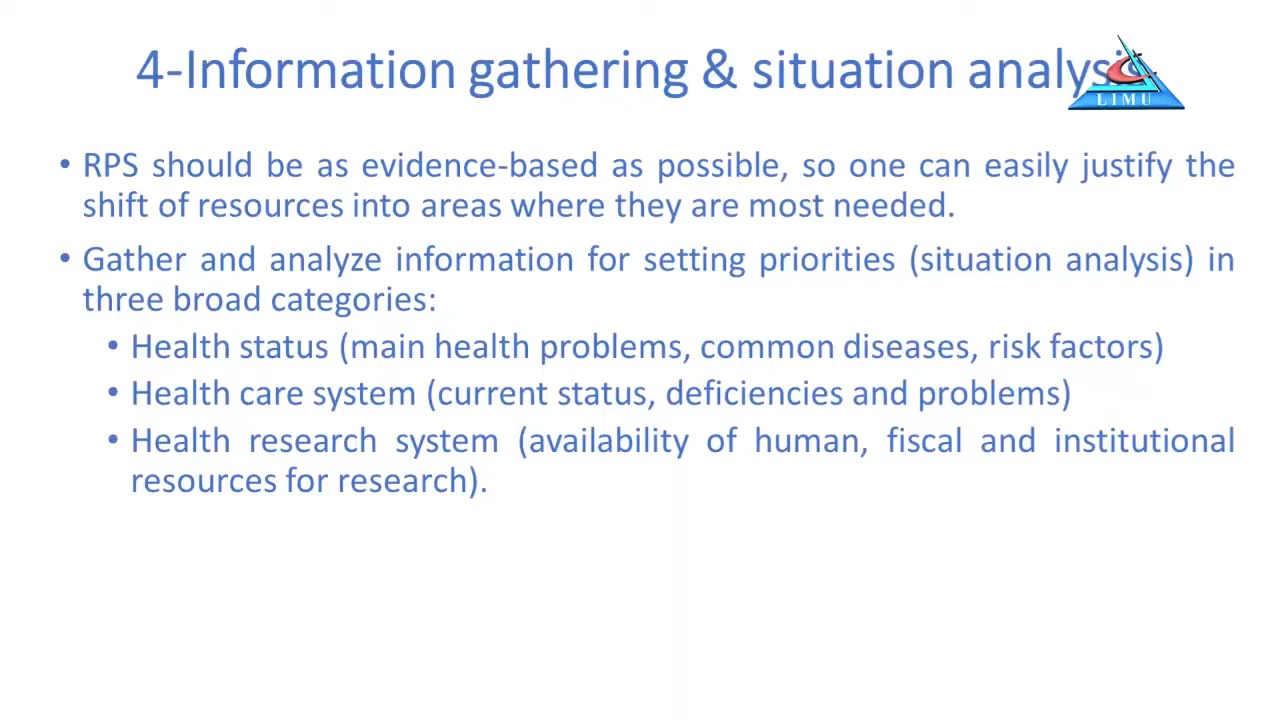 4-Information gathering & situation analysis
LIMU
• RPS should be as evidence-based as possible, so one can easily justify the
shift of resources into areas where they are most needed.
• Gather and analyze information for setting priorities (situation analysis) in
three broad categories:
• Health status (main health problems, common diseases, risk factors)
• Health care system (current status, deficiencies and problems)
• Health research system (availability of human, fiscal and institutional
resources for research).